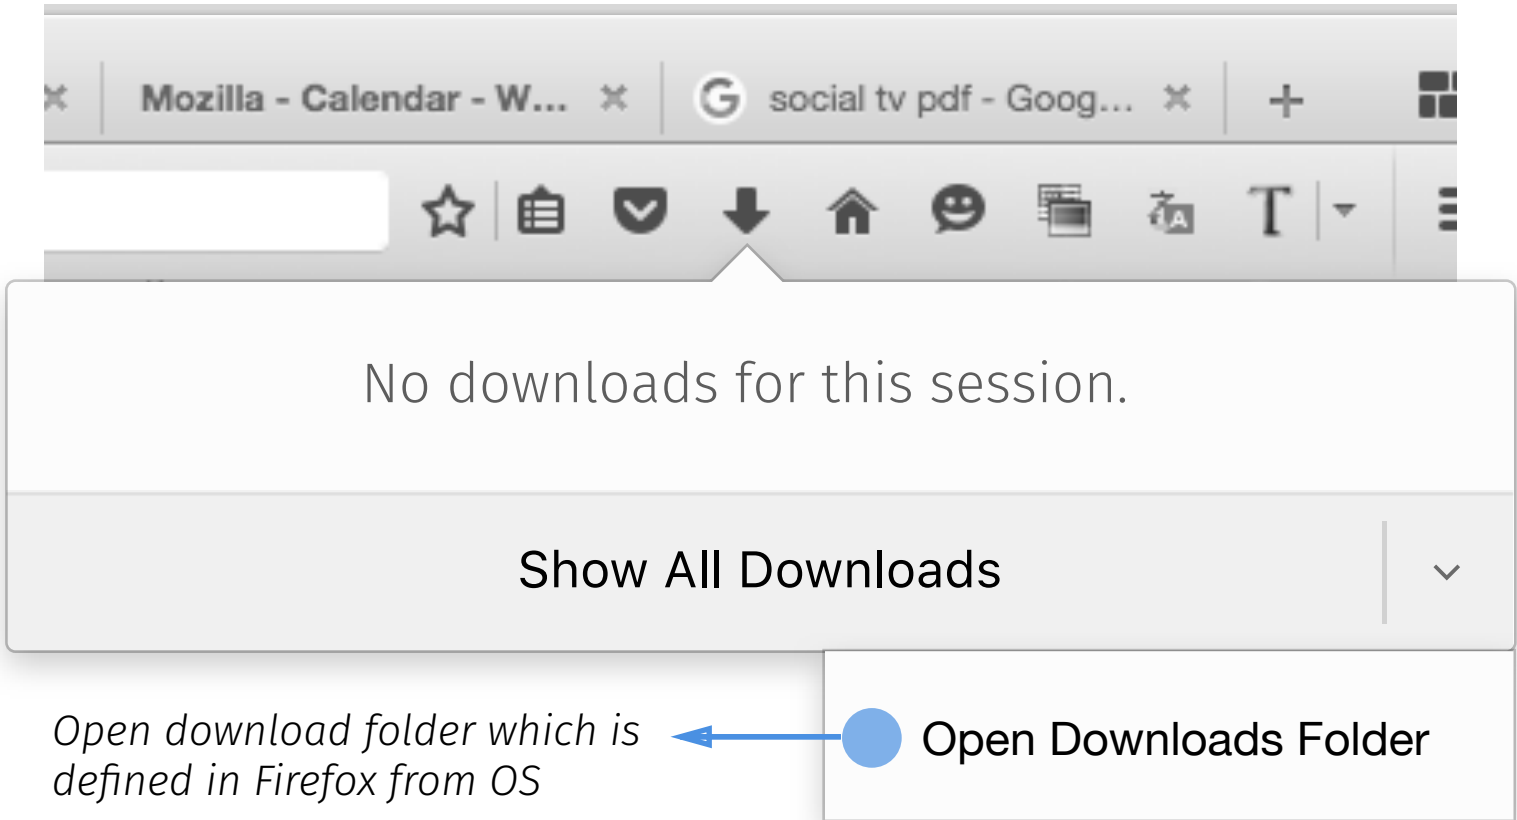 Mozilla - Calendar - W...
social tv pdf - Goog...
No downloads for this session.
Show All Downloads
Open download folder which is
defined in Firefox from OS
Open Downloads Folder